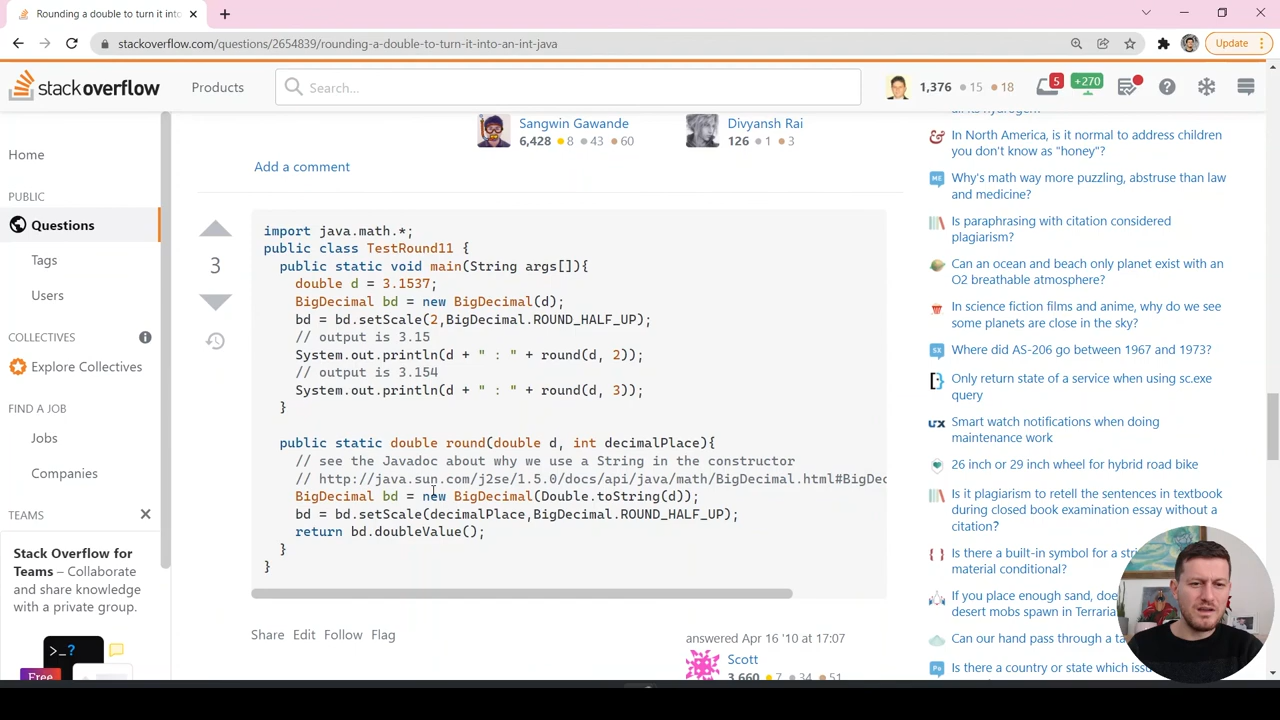 Rounding a double to turn it into
stackoverflow.com/questions/2654839/rounding-a-double-to-turn-it-into-an-int-java
Update
stackoverflow
Products
Search...
1,376 15 18
5
+270
Home
PUBLIC
Questions
Tags
Users
COLLECTIVES
Explore Collectives
FIND A JOB
Jobs
Companies
TEAMS
Stack Overflow for
Teams – Collaborate
and share knowledge
with a private group.
>_?
Free
Sangwin Gawande
6,428 8 43 60
Divyansh Rai
126 1 3
Add a comment
3
import java.math.*;
public class TestRound11 {
public static void main(String args[]){
double d = 3.1537;
BigDecimal bd = new BigDecimal(d);
bd = bd.setScale(2,BigDecimal.ROUND_HALF_UP);
// output is 3.15
System.out.println(d + " : " + round(d, 2));
// output is 3.154
System.out.println(d + " : " + round(d, 3));
}
public static double round(double d, int decimalPlace){
// see the Javadoc about why we use a String in the constructor
// http://java.sun.com/j2se/1.5.0/docs/api/java/math/BigDecimal.html#BigDec
BigDecimal bd = new BigDecimal(Double.toString(d));
bd = bd.setScale(decimalPlace,BigDecimal.ROUND_HALF_UP);
return bd.doubleValue();
}
}
Share Edit Follow Flag
answered Apr 16 '10 at 17:07
Scott
3,660 7 34 51
all its hydrogen
In North America, is it normal to address children
you don't know as "honey"?
Why's math way more puzzling, abstruse than law
and medicine?
Is paraphrasing with citation considered
plagiarism?
Can an ocean and beach only planet exist with an
O2 breathable atmosphere?
In science fiction films and anime, why do we see
some planets are close in the sky?
Where did AS-206 go between 1967 and 1973?
Only return state of a service when using sc.exe
query
Smart watch notifications when doing
maintenance work
26 inch or 29 inch wheel for hybrid road bike
Is it plagiarism to retell the sentences in textbook
during closed book examination essay without a
citation?
Is there a built-in symbol for a
material conditional?
If you place enough sand,
desert mobs spawn in
Can our hand pass through a
Is there a country or state which